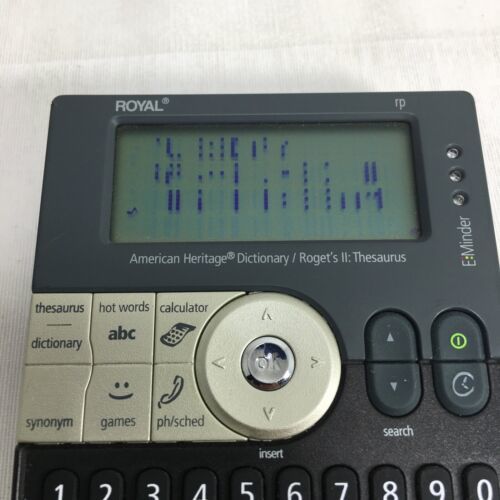 ROYAL® rp
American Heritage® Dictionary / Roget's II: Thesaurus
E:Minder
thesaurus hot words calculator
dictionary abc
ok
synonym games ph/sched
search
insert
1 2 3 4 5 6 7 8 9 0